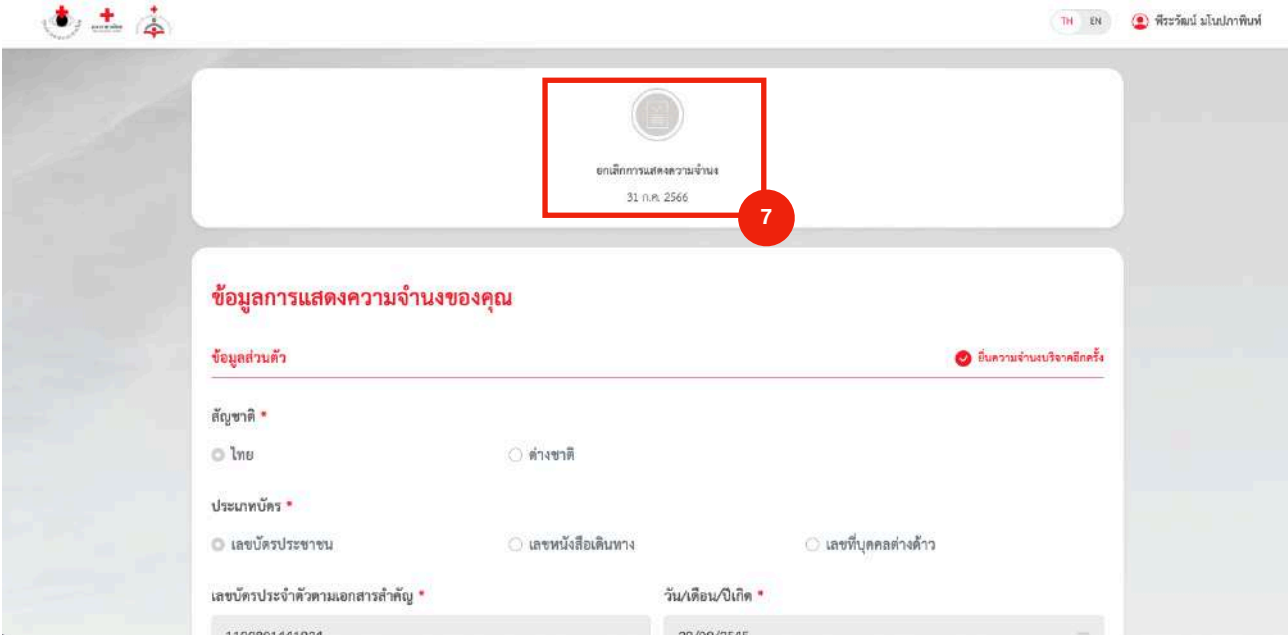 TH EN พีระวัฒน์ มโนปภาพินท์
ยกเลิกการแสดงความจำนง
31 ก.ค. 2566
7
ข้อมูลการแสดงความจำนงของคุณ
ข้อมูลส่วนตัว ยื่นความจำนงบริจาคอีกครั้ง
สัญชาติ *
ไทย ต่างชาติ
ประเภทบัตร *
เลขบัตรประชาชน เลขหนังสือเดินทาง เลขที่บุคคลต่างด้าว
เลขบัตรประจำตัวตามเอกสารสำคัญ * วัน/เดือน/ปีเกิด *